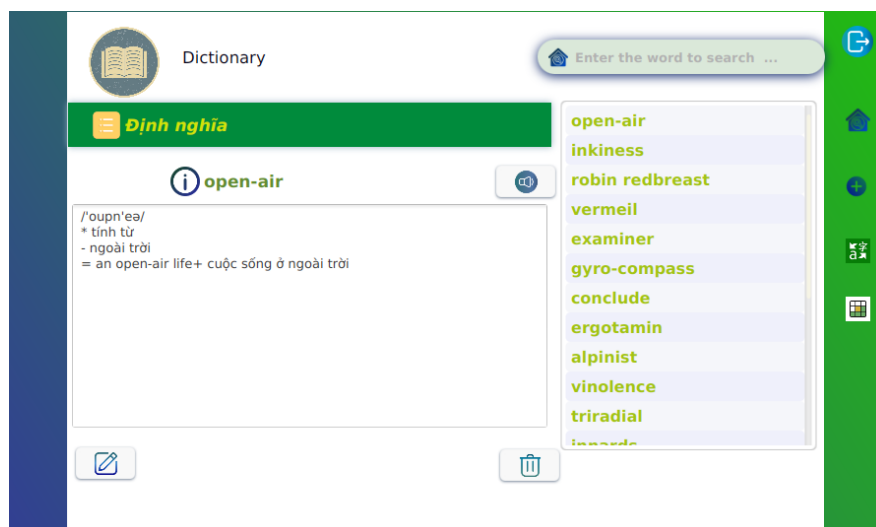 Dictionary
Enter the word to search ...
Định nghĩa
open-air
/'oupn'eə/
* tính từ
- ngoài trời
= an open-air life+ cuộc sống ở ngoài trời
open-air
inkiness
robin redbreast
vermeil
examiner
gyro-compass
conclude
ergotamin
alpinist
vinolence
triradial
innards